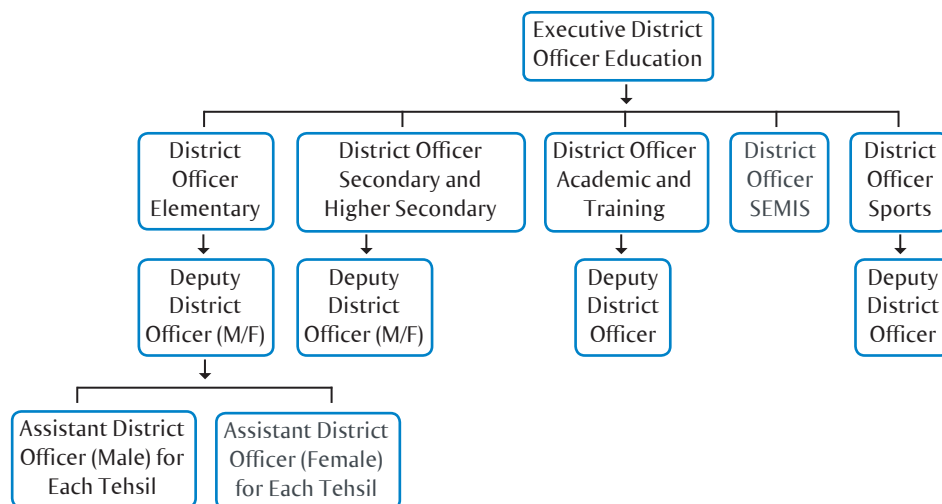 Executive District
Officer Education
District
Officer
Elementary
District Officer
Secondary and
Higher Secondary
District Officer
Academic and
Training
District
Officer
SEMIS
District
Officer
Sports
Deputy
District
Officer (M/F)
Deputy
District
Officer (M/F)
Deputy
District
Officer
Deputy
District
Officer
Assistant District
Officer (Male) for
Each Tehsil
Assistant District
Officer (Female)
for Each Tehsil